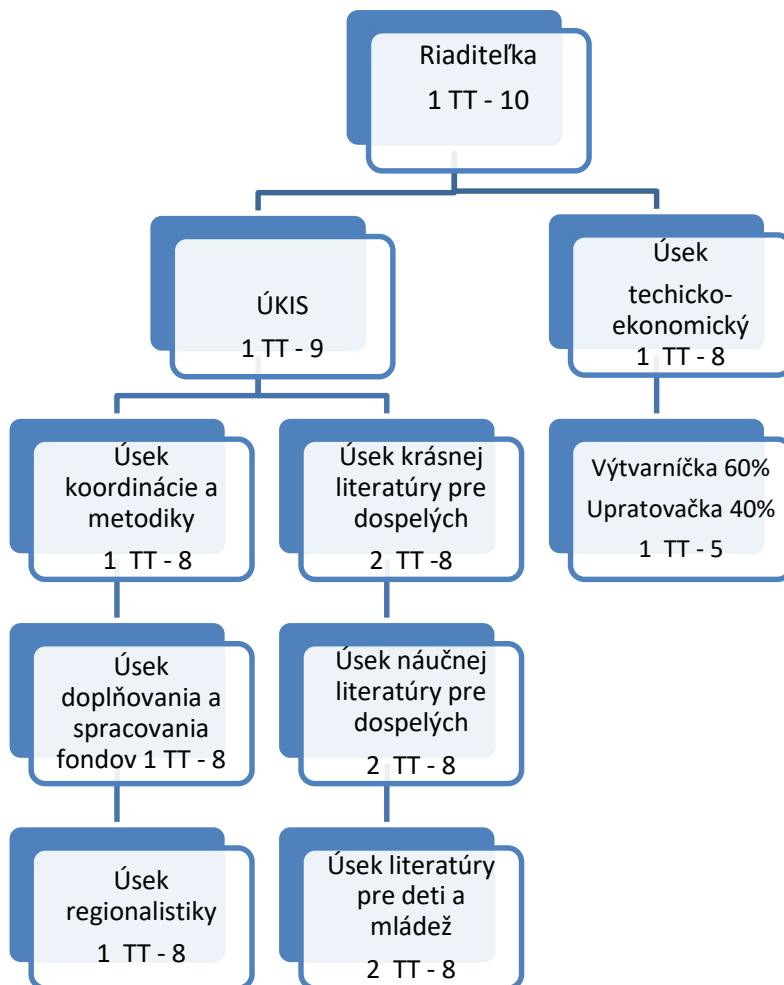 Riaditeľka
1 TT - 10
ÚKIS
1 TT - 9
Úsek
techicko-
ekonomický
1 TT - 8
Úsek
koordinácie a
metodiky
1 TT - 8
Úsek krásnej
literatúry pre
dospelých
2 TT -8
Výtvarníčka 60%
Upratovačka 40%
1 TT - 5
Úsek
doplňovania a
spracovania
fondov 1 TT - 8
Úsek náučnej
literatúry pre
dospelých
2 TT - 8
Úsek
regionalistiky
1 TT - 8
Úsek literatúry
pre deti a
mládež
2 TT - 8